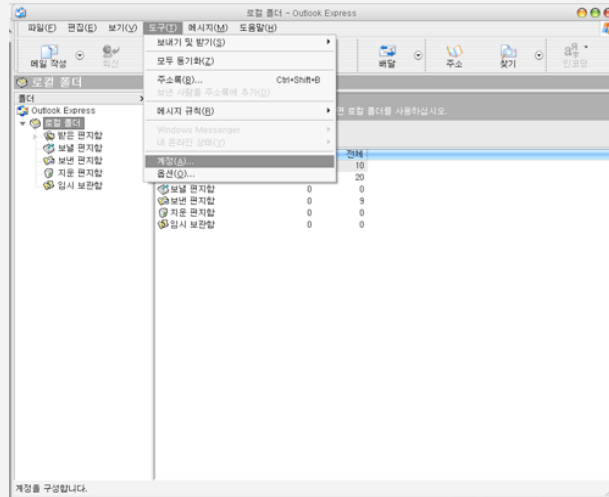 로컬 폴더 - Outlook Express
파일(F) 편집(E) 보기(V) 도구(T) 메시지(M) 도움말(H)
메일 작성 회신 배달 주소 찾기 인코딩
보내기 및 받기(S)
모두 동기화(Z)
주소록(B)... Ctrl+Shift+B
보낸 사람을 주소록에 추가(D)
메시지 규칙(R)
Windows Messenger
내 온라인 상태(Y)
계정(A)...
옵션(O)...
로컬 폴더
폴더
Outlook Express
로컬 폴더
받은 편지함
보낼 편지함
보낸 편지함
지운 편지함
임시 보관함
면 로컬 폴더를 사용하십시오.
전체
10
20
보낼 편지함 0 0
보낸 편지함 0 9
지운 편지함 0 0
임시 보관함 0 0
계정을 구성합니다.